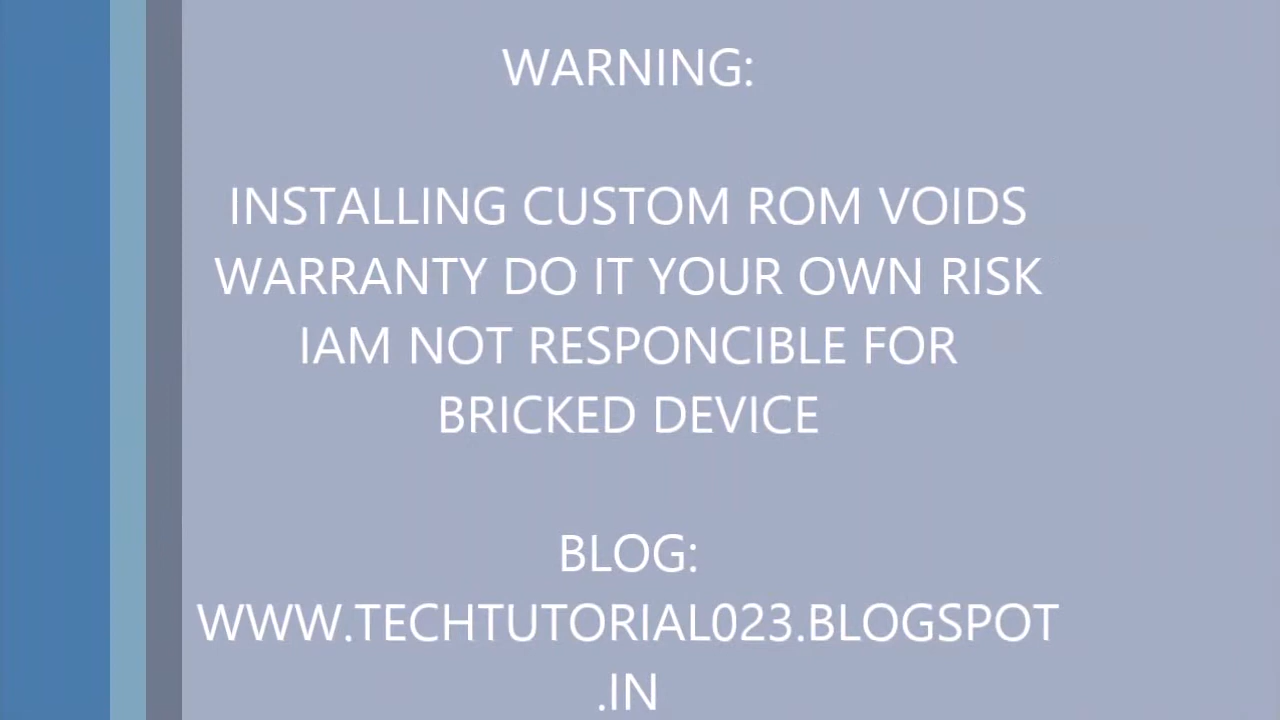 WARNING:
INSTALLING CUSTOM ROM VOIDS
WARRANTY DO IT YOUR OWN RISK
IAM NOT RESPONCIBLE FOR
BRICKED DEVICE
BLOG:
WWW.TECHTUTORIAL023.BLOGSPOT
.IN